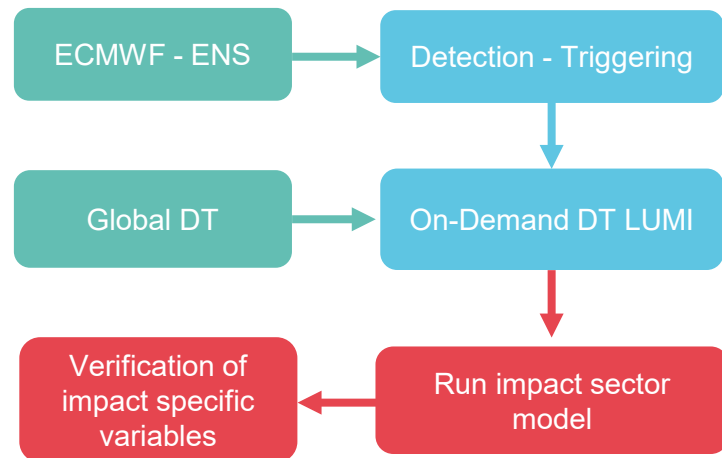 ECMWF - ENS
Detection - Triggering
Global DT
On-Demand DT LUMI
Verification of
impact specific
variables
Run impact sector
model